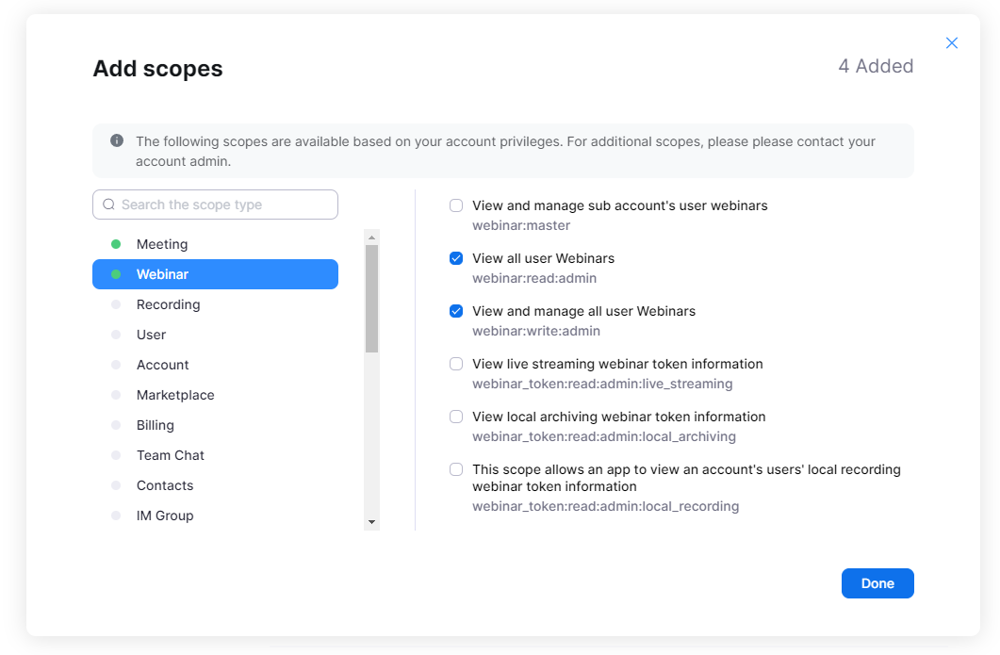 Add scopes
4 Added
The following scopes are available based on your account privileges. For additional scopes, please please contact your
account admin.
Search the scope type
Meeting
Webinar
Recording
User
Account
Marketplace
Billing
Team Chat
Contacts
IM Group
View and manage sub account's user webinars
webinar:master
View all user Webinars
webinar:read:admin
View and manage all user Webinars
webinar:write:admin
View live streaming webinar token information
webinar_token:read:admin:live_streaming
View local archiving webinar token information
webinar_token:read:admin:local_archiving
This scope allows an app to view an account's users' local recording
webinar token information
webinar_token:read:admin:local_recording
Done